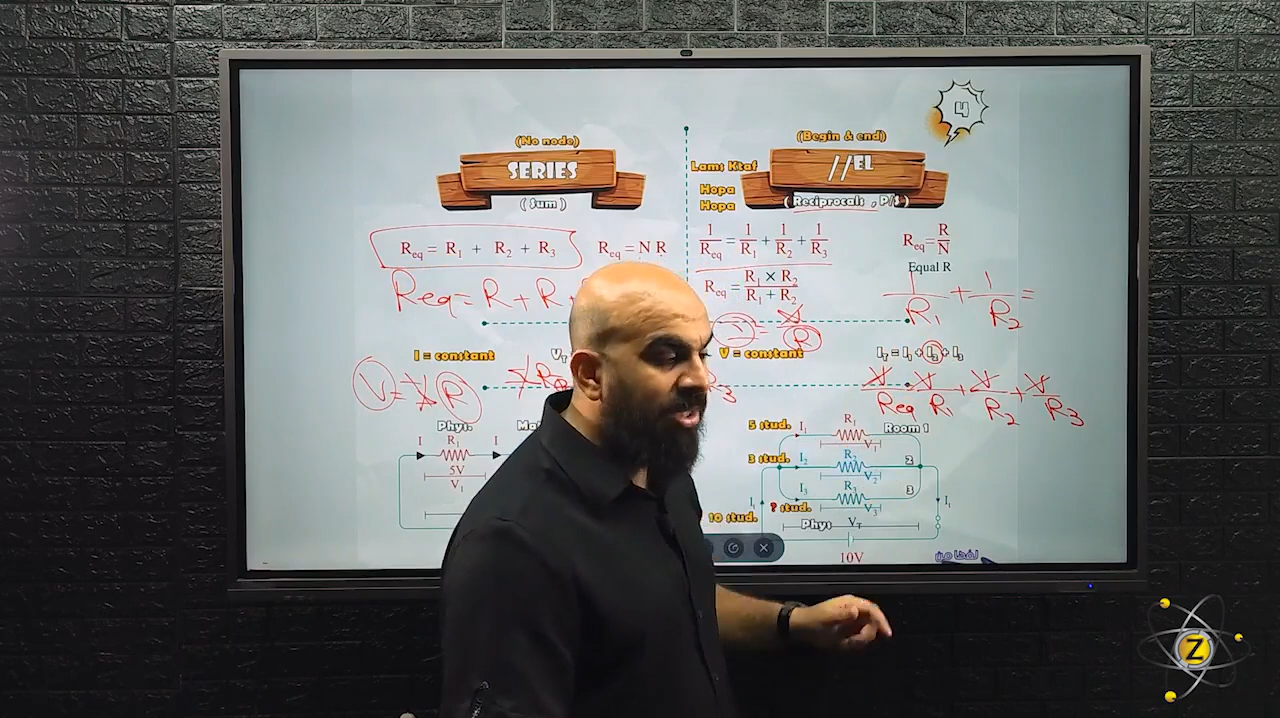 4
(No node)
SERIES
( Sum )
Req = R1 + R2 + R3
Req = N R
Req = R + R
I = constant
V = I R
Phys.
I R1 I
5V
V1
(Begin & end)
Lams Ktaf
//EL
Hopa
Hopa
( Reciprocals , P/S )
1/Req = 1/R1 + 1/R2 + 1/R3
Req = R/N
Equal R
Req = R1 × R2 / R1 + R2
1/R1 + 1/R2 =
I = V/R
V = constant
IT = I1 + I2 + I3
V/Req V/R1 + V/R2 + V/R3
5 stud. I1 R1 Room 1
V1
3 stud. I2 R2 2
V2
I3 R3 3
? stud. V3
10 stud. Phys VT
10V
Z